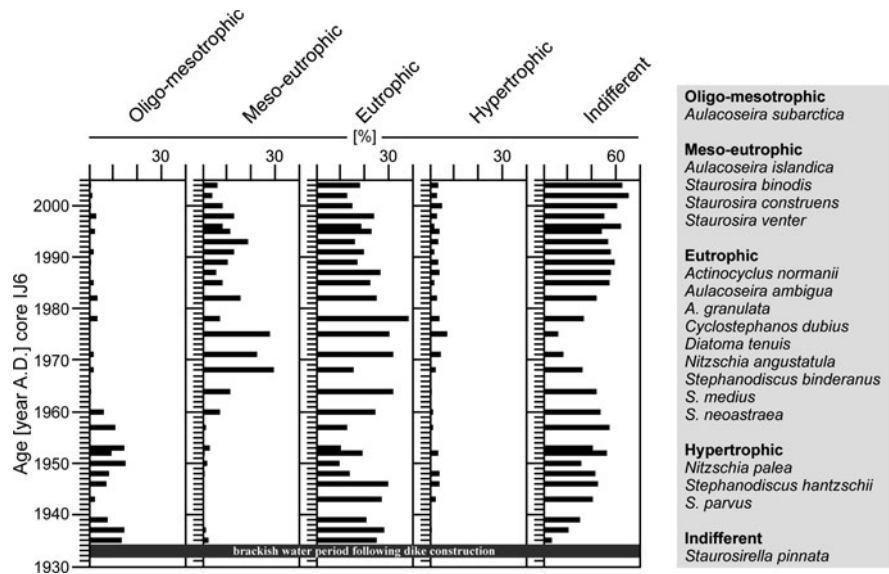 Oligo-mesotrophic
Meso-eutrophic
Eutrophic
Hypertrophic
Indifferent
[%]
30 30 30 30 60
Age [year A.D.] core IJ6
2000
1990
1980
1970
1960
1950
1940
1930
brackish water period following dike construction
Oligo-mesotrophic
Aulacoseira subarctica
Meso-eutrophic
Aulacoseira islandica
Staurosira binodis
Staurosira construens
Staurosira venter
Eutrophic
Actinocyclus normanii
Aulacoseira ambigua
A. granulata
Cyclostephanos dubius
Diatoma tenuis
Nitzschia angustatula
Stephanodiscus binderanus
S. medius
S. neoastraea
Hypertrophic
Nitzschia palea
Stephanodiscus hantzschii
S. parvus
Indifferent
Staurosirella pinnata